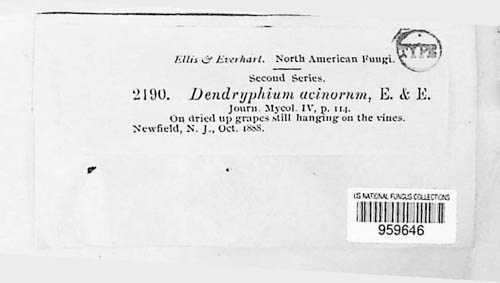 TYPE
Ellis & Everhart. North American Fungi.
Second Series.
2190. Dendryphium acinorum, E. & E.
Journ. Mycol. IV, p. 114.
On dried up grapes still hanging on the vines.
Newfield, N. J., Oct. 1888.
US NATIONAL FUNGUS COLLECTIONS
959646